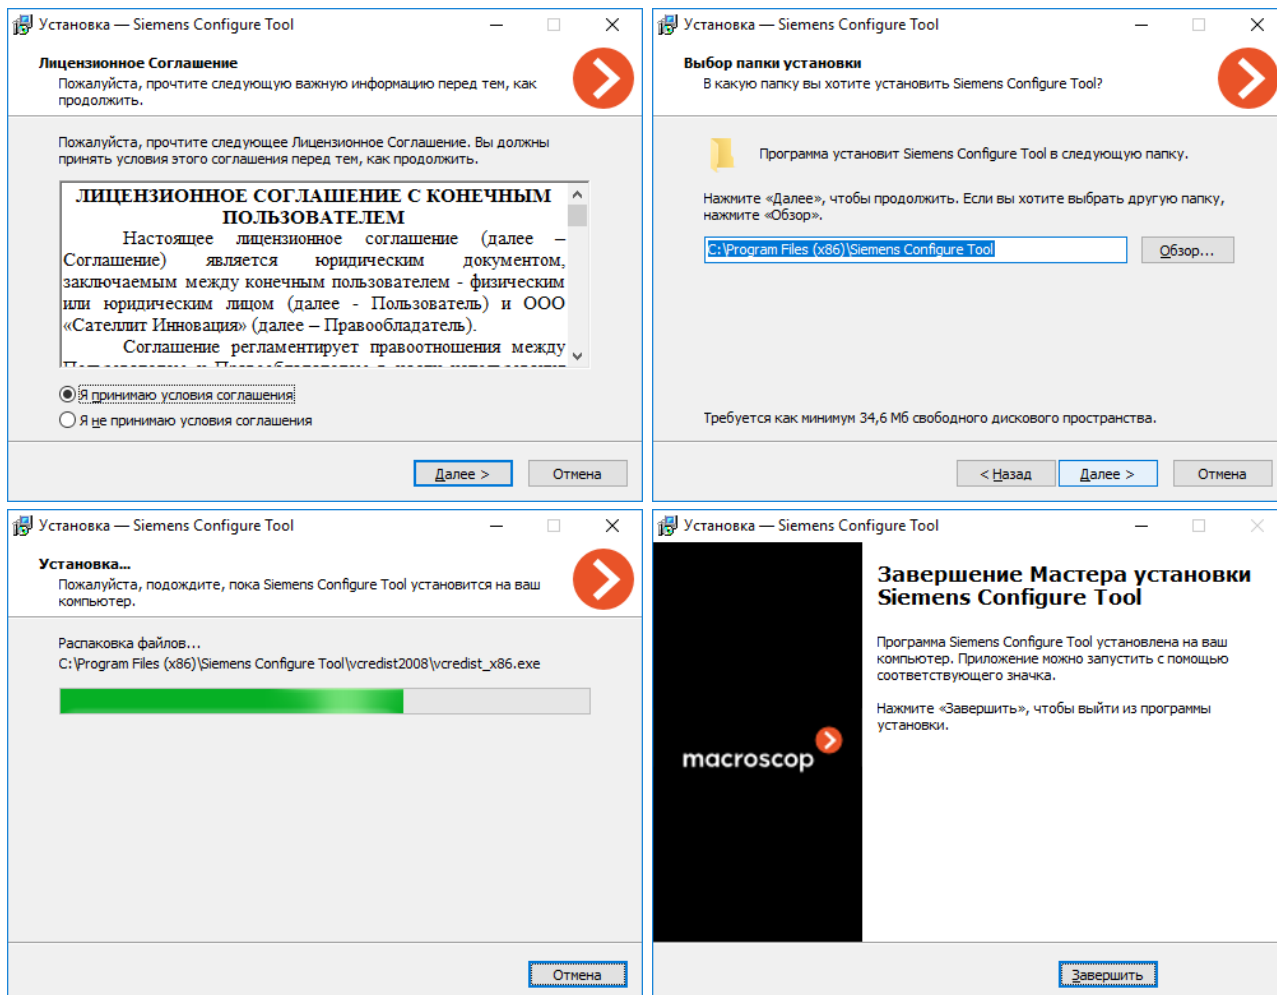 Установка — Siemens Configure Tool
Лицензионное Соглашение
Пожалуйста, прочтите следующую важную информацию перед тем, как
продолжить.
Пожалуйста, прочтите следующее Лицензионное Соглашение. Вы должны
принять условия этого соглашения перед тем, как продолжить.
ЛИЦЕНЗИОННОЕ СОГЛАШЕНИЕ С КОНЕЧНЫМ
ПОЛЬЗОВАТЕЛЕМ
Настоящее лицензионное соглашение (далее –
Соглашение) является юридическим документом,
заключаемым между конечным пользователем - физическим
или юридическим лицом (далее - Пользователь) и ООО
«Сателлит Инновация» (далее – Правообладатель).
Соглашение регламентирует правоотношения между
Я принимаю условия соглашения
Я не принимаю условия соглашения
Далее >
Отмена
Установка — Siemens Configure Tool
Выбор папки установки
В какую папку вы хотите установить Siemens Configure Tool?
Программа установит Siemens Configure Tool в следующую папку.
Нажмите «Далее», чтобы продолжить. Если вы хотите выбрать другую папку,
нажмите «Обзор».
C:\Program Files (x86)\Siemens Configure Tool
Обзор...
Требуется как минимум 34,6 Мб свободного дискового пространства.
< Назад
Далее >
Отмена
Установка — Siemens Configure Tool
Установка...
Пожалуйста, подождите, пока Siemens Configure Tool установится на ваш
компьютер.
Распаковка файлов...
C:\Program Files (x86)\Siemens Configure Tool\vcredist2008\vcredist_x86.exe
Отмена
Установка — Siemens Configure Tool
macroscop
Завершение Мастера установки
Siemens Configure Tool
Программа Siemens Configure Tool установлена на ваш
компьютер. Приложение можно запустить с помощью
соответствующего значка.
Нажмите «Завершить», чтобы выйти из программы
установки.
Завершить